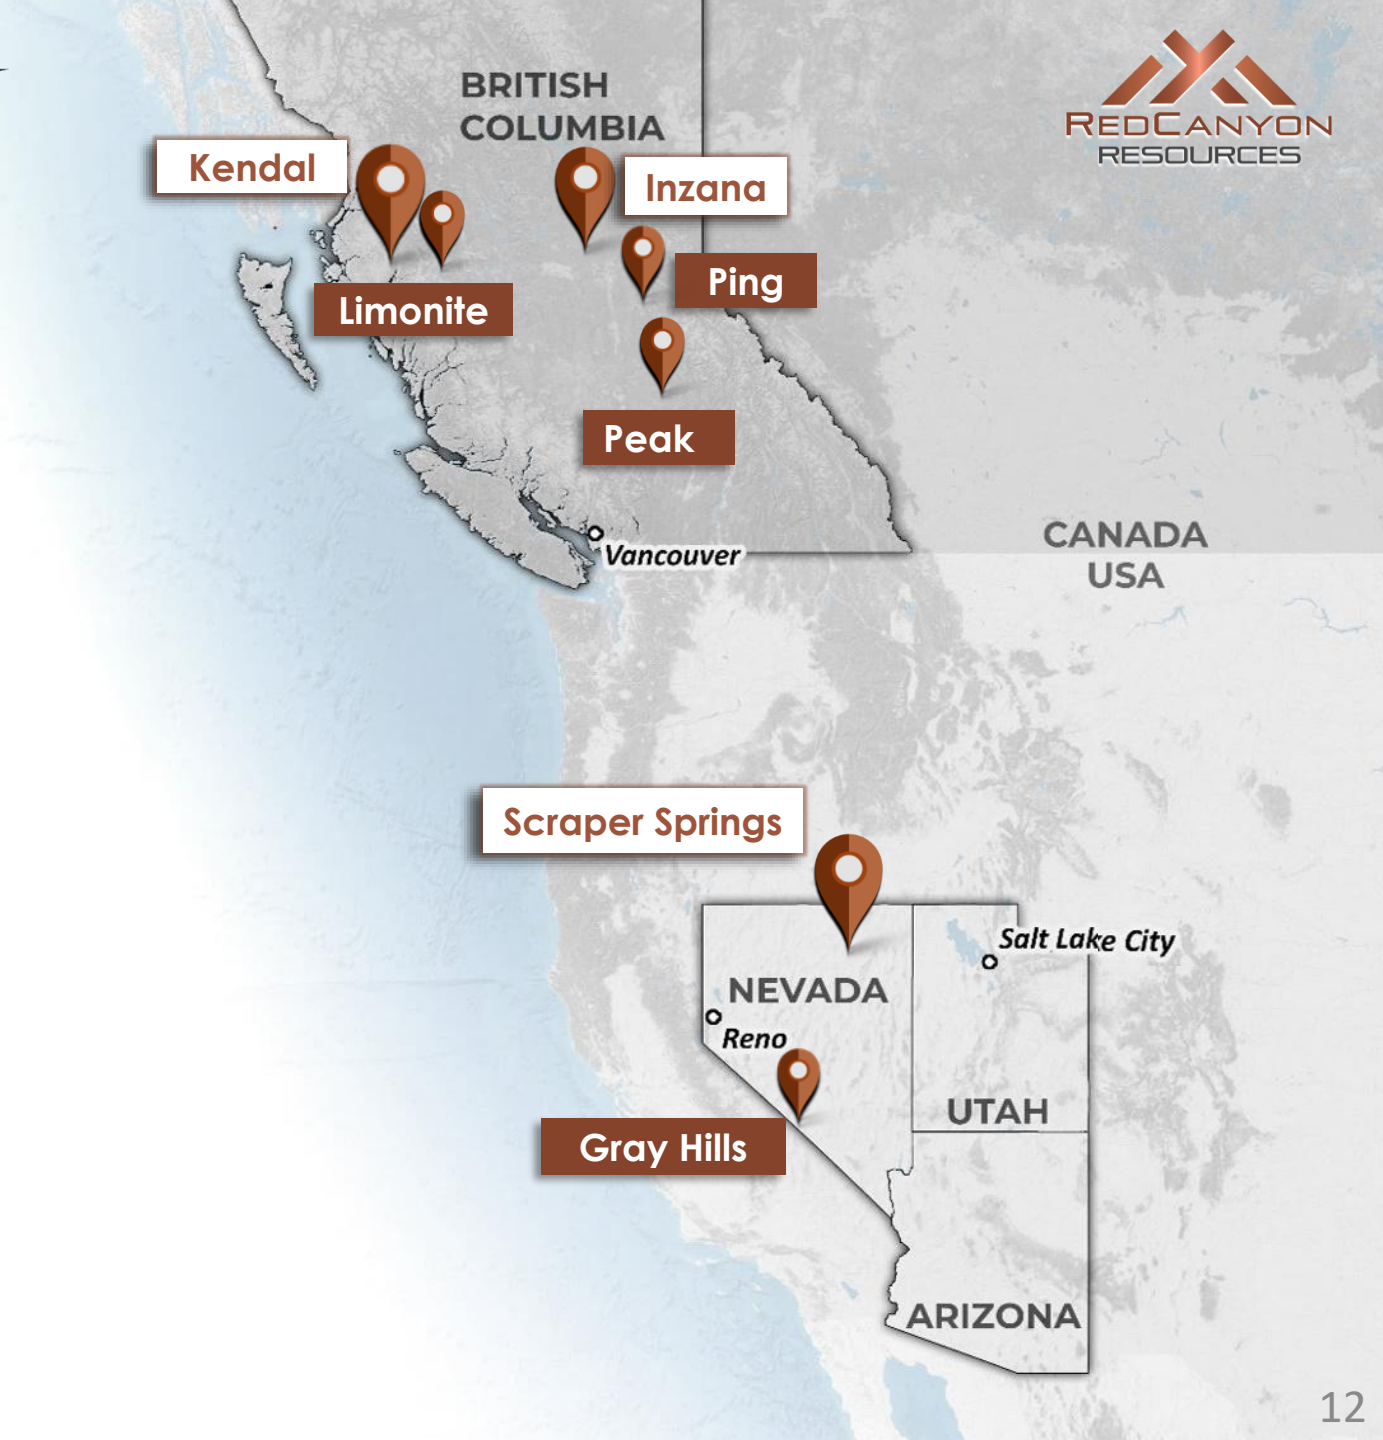 BRITISH
COLUMBIA
REDCANYON
RESOURCES
Kendal
Inzana
Ping
Limonite
Peak
Vancouver
CANADA
USA
Scraper Springs
Salt Lake City
NEVADA
Reno
UTAH
Gray Hills
ARIZONA
12